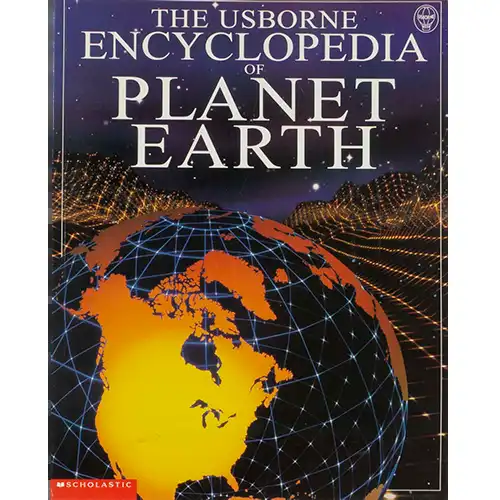 THE USBORNE
ENCYCLOPEDIA
OF
PLANET
EARTH
SCHOLASTIC